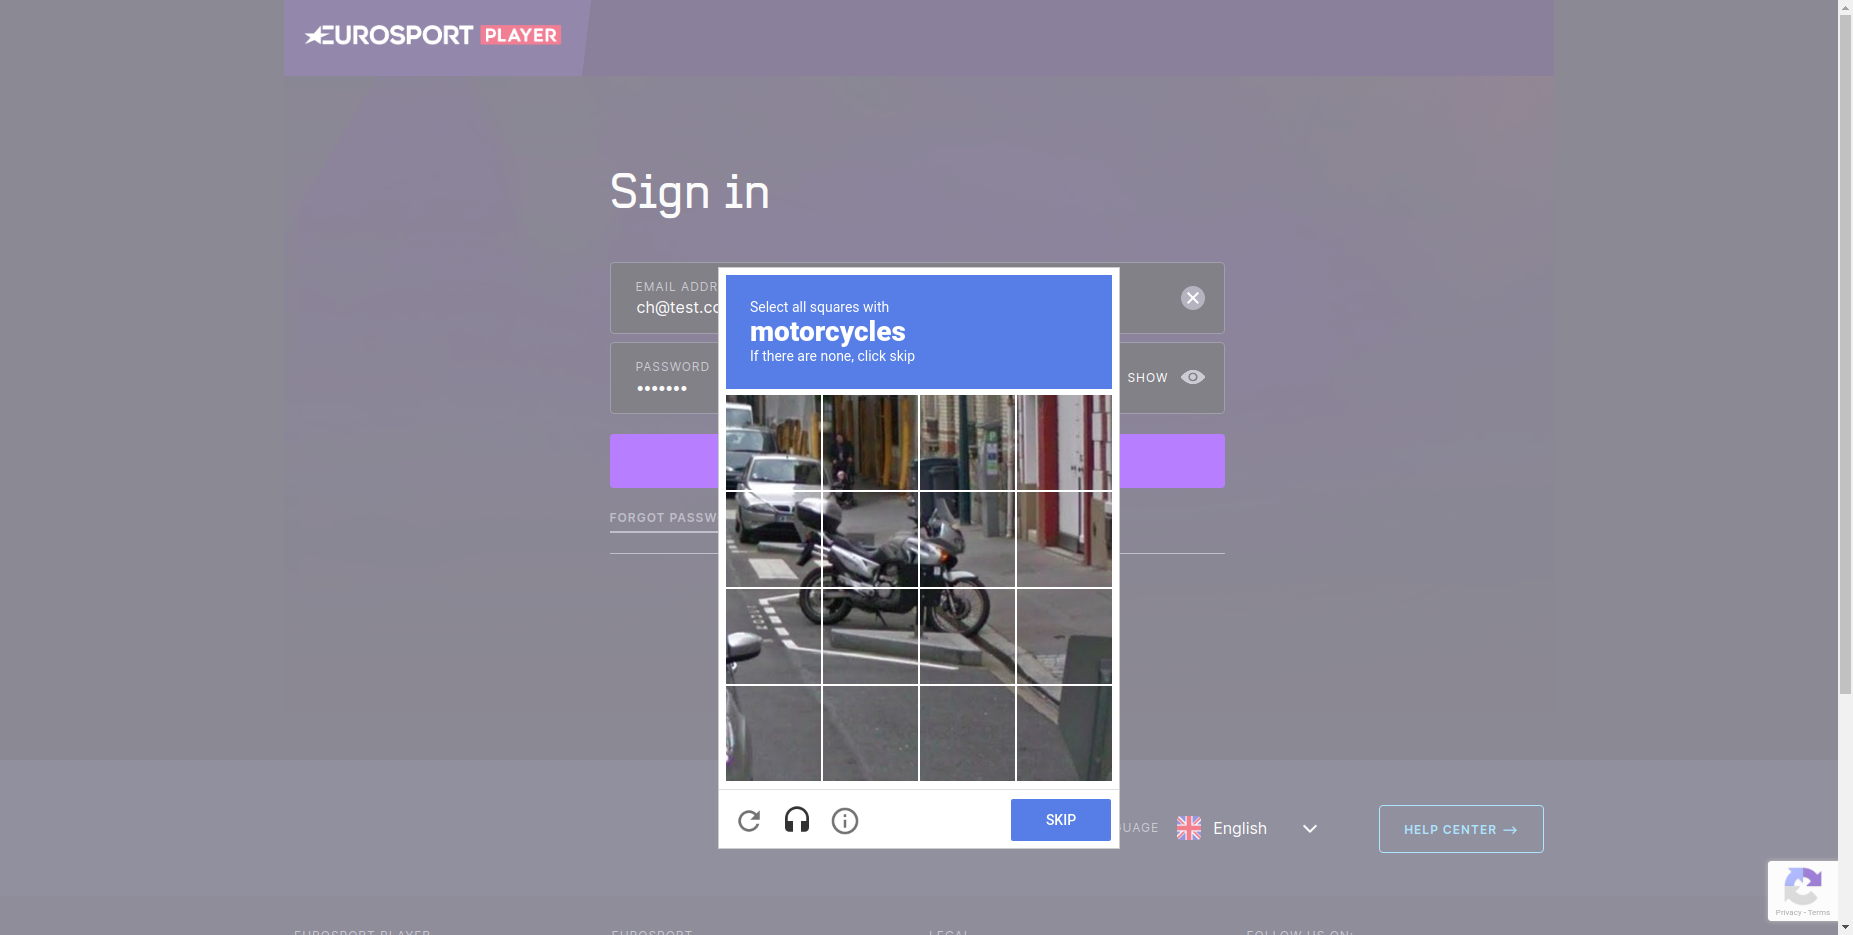 EUROSPORT PLAYER
Sign in
EMAIL ADDR
ch@test.co
PASSWORD
SHOW
FORGOT PASSW
Select all squares with
motorcycles
If there are none, click skip
SKIP
GUAGE
English
HELP CENTER →
Privacy - Terms
EUROSPORT PLAYER
EUROSPORT
LEGAL
FOLLOW US ON: